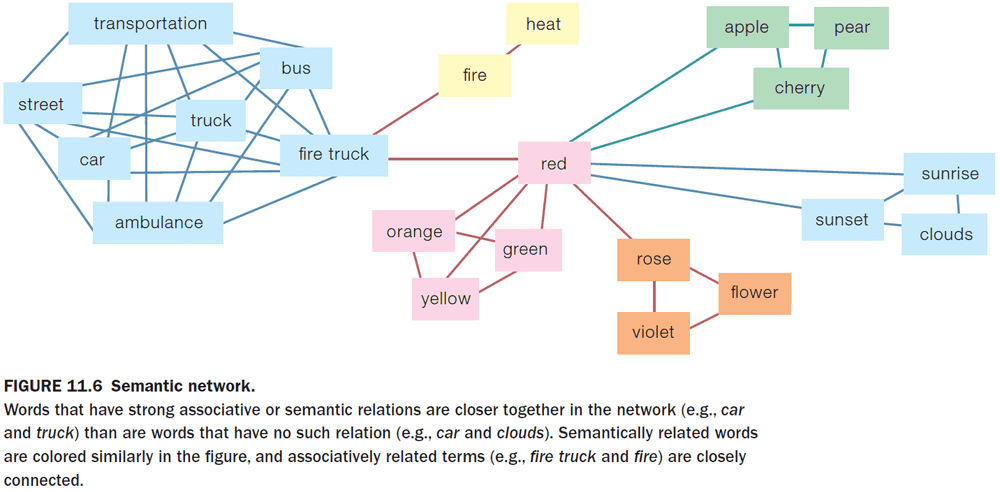 transportation
heat
apple
pear
bus
fire
cherry
street
truck
fire truck
car
red
sunrise
ambulance
orange
green
sunset
clouds
rose
yellow
flower
violet
FIGURE 11.6 Semantic network.
Words that have strong associative or semantic relations are closer together in the network (e.g., car
and truck) than are words that have no such relation (e.g., car and clouds). Semantically related words
are colored similarly in the figure, and associatively related terms (e.g., fire truck and fire) are closely
connected.